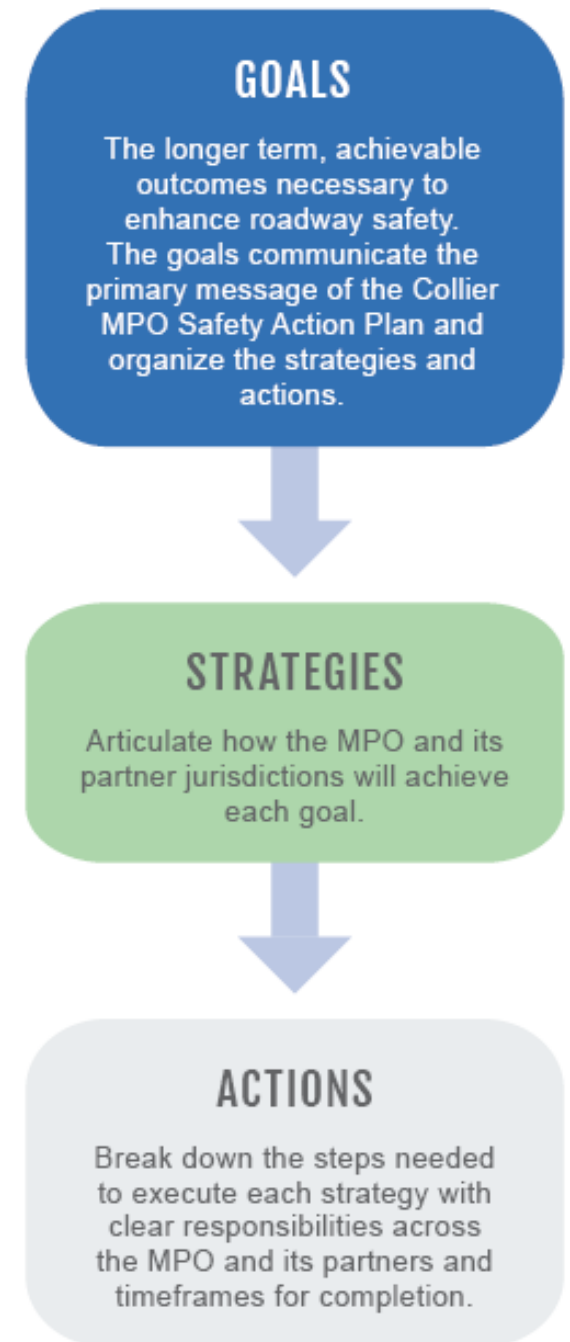 GOALS
The longer term, achievable
outcomes necessary to
enhance roadway safety.
The goals communicate the
primary message of the Collier
MPO Safety Action Plan and
organize the strategies and
actions.
STRATEGIES
Articulate how the MPO and its
partner jurisdictions will achieve
each goal.
ACTIONS
Break down the steps needed
to execute each strategy with
clear responsibilities across
the MPO and its partners and
timeframes for completion.